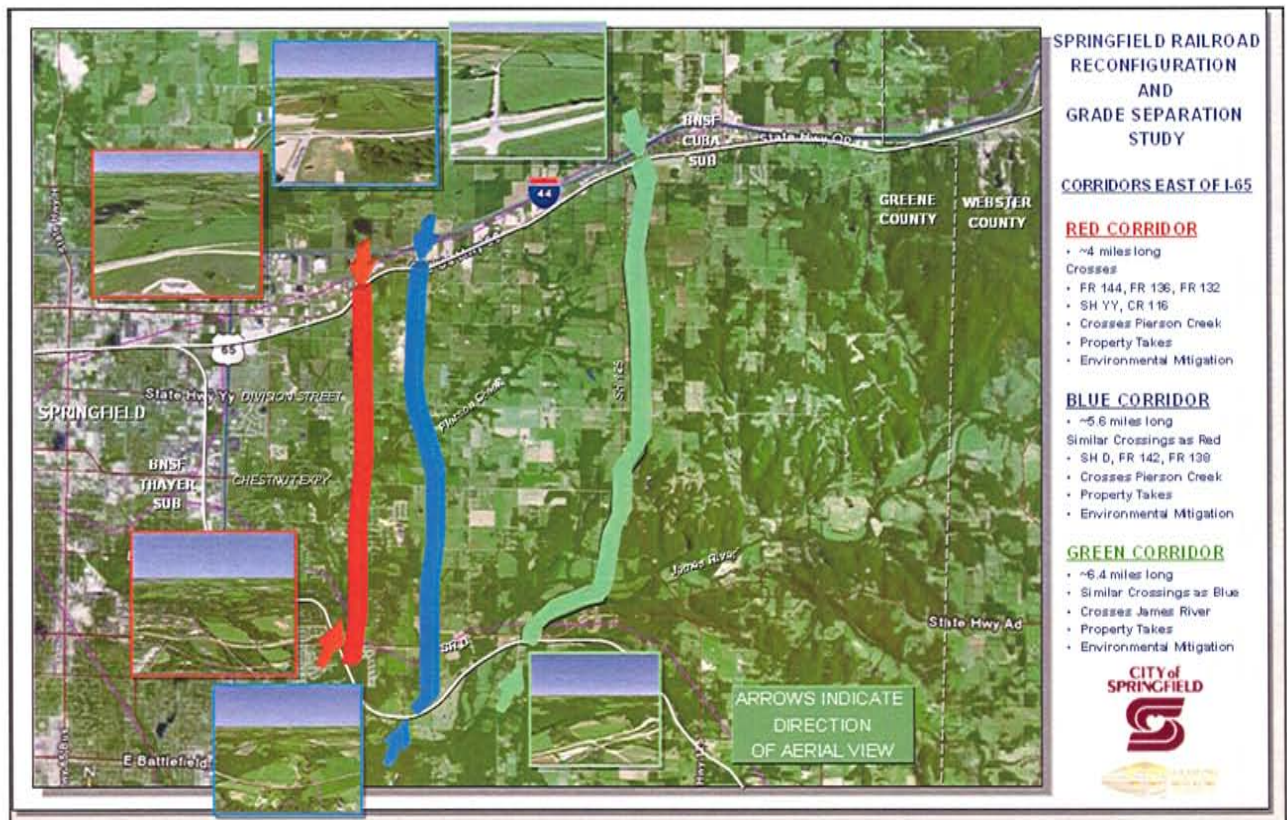 SPRINGFIELD RAILROAD
RECONFIGURATION
AND
GRADE SEPARATION
STUDY
CORRIDORS EAST OF I-65
RED CORRIDOR
• ~4 miles long
Crosses
• FR 144, FR 136, FR 132
• SH YY, CR 116
• Crosses Pierson Creek
• Property Takes
• Environmental Mitigation
BLUE CORRIDOR
• ~5.6 miles long
Similar Crossings as Red
• SH D, FR 142, FR 138
• Crosses Pierson Creek
• Property Takes
• Environmental Mitigation
GREEN CORRIDOR
• ~6.4 miles long
• Similar Crossings as Blue
• Crosses James River
• Property Takes
• Environmental Mitigation
CITY of
SPRINGFIELD
BNSF
CUBA
SUB
State Hwy Oo
44
GREENE
COUNTY
WEBSTER
COUNTY
65
State Hwy Yy
DIVISION STREET
SPRINGFIELD
Pierson Creek
BNSF
THAYER
SUB
CHESTNUT EXPY
James River
State Hwy Ad
SR D
ARROWS INDICATE
DIRECTION
OF AERIAL VIEW
E Battlefield
N